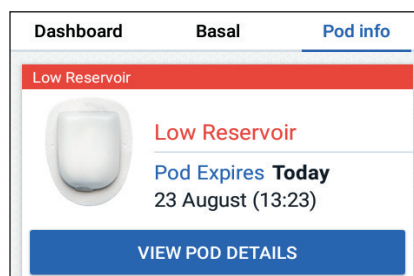 Dashboard Basal Pod info
Low Reservoir
Low Reservoir
Pod Expires Today
23 August (13:23)
VIEW POD DETAILS